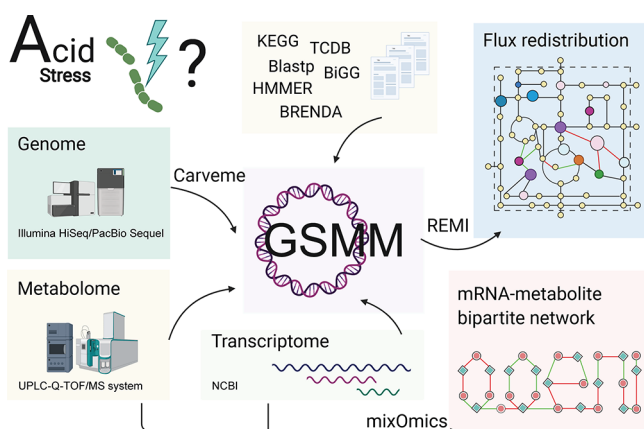 Acid
Stress
?
KEGG
TCDB
Blastp
BiGG
HMMER
BRENDA
Flux redistribution
Genome
Illumina HiSeq/PacBio Sequel
Carveme
GSMM
REMI
Metabolome
UPLC-Q-TOF/MS system
Transcriptome
NCBI
mRNA-metabolite
bipartite network
mixOmics